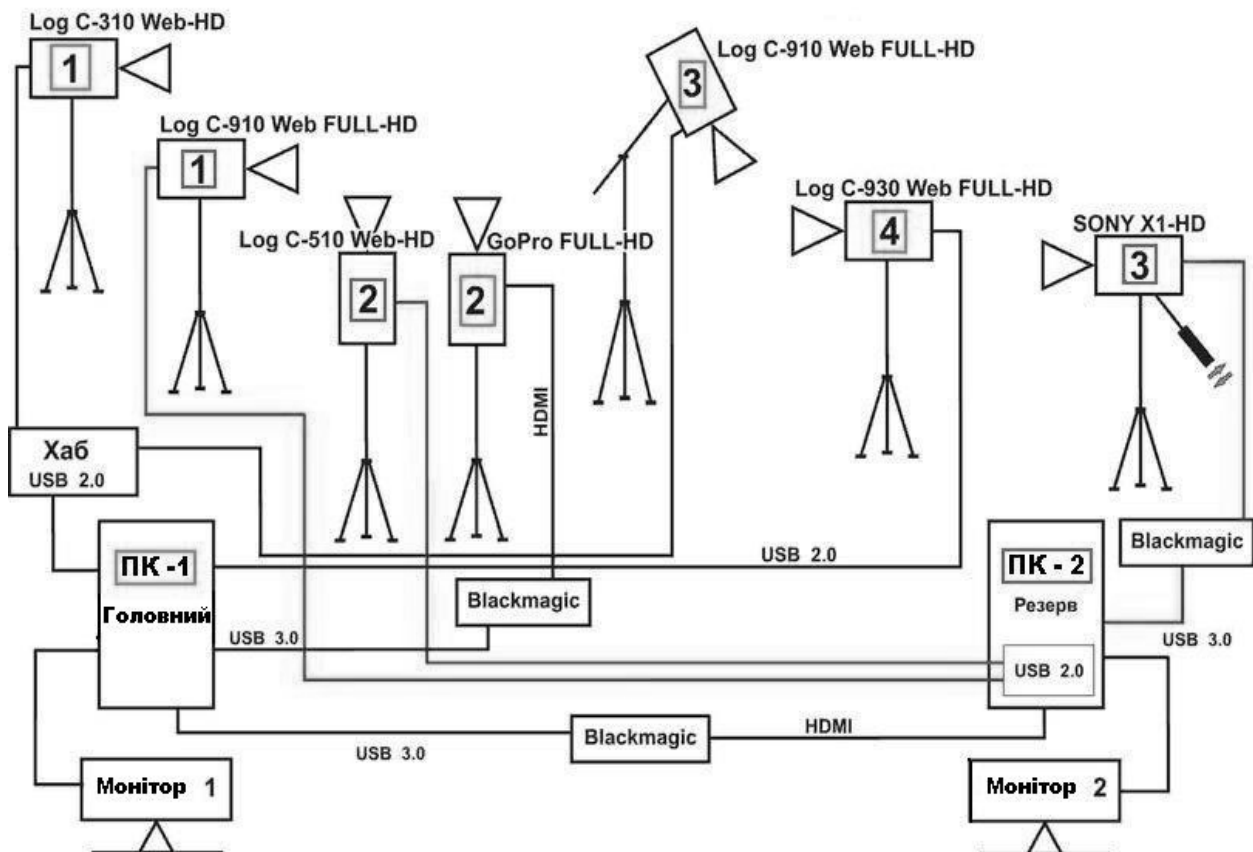 Log C-310 Web-HD
1
Log C-910 Web FULL-HD
1
Log C-510 Web-HD
2
GoPro FULL-HD
2
Log C-910 Web FULL-HD
3
Log C-930 Web FULL-HD
4
SONY X1-HD
3
HDMI
Хаб
USB 2.0
ПК -1
Головний
USB 2.0
Blackmagic
USB 3.0
ПК - 2
Резерв
USB 2.0
Blackmagic
USB 3.0
Blackmagic
USB 3.0
HDMI
Монітор 1
Монітор 2